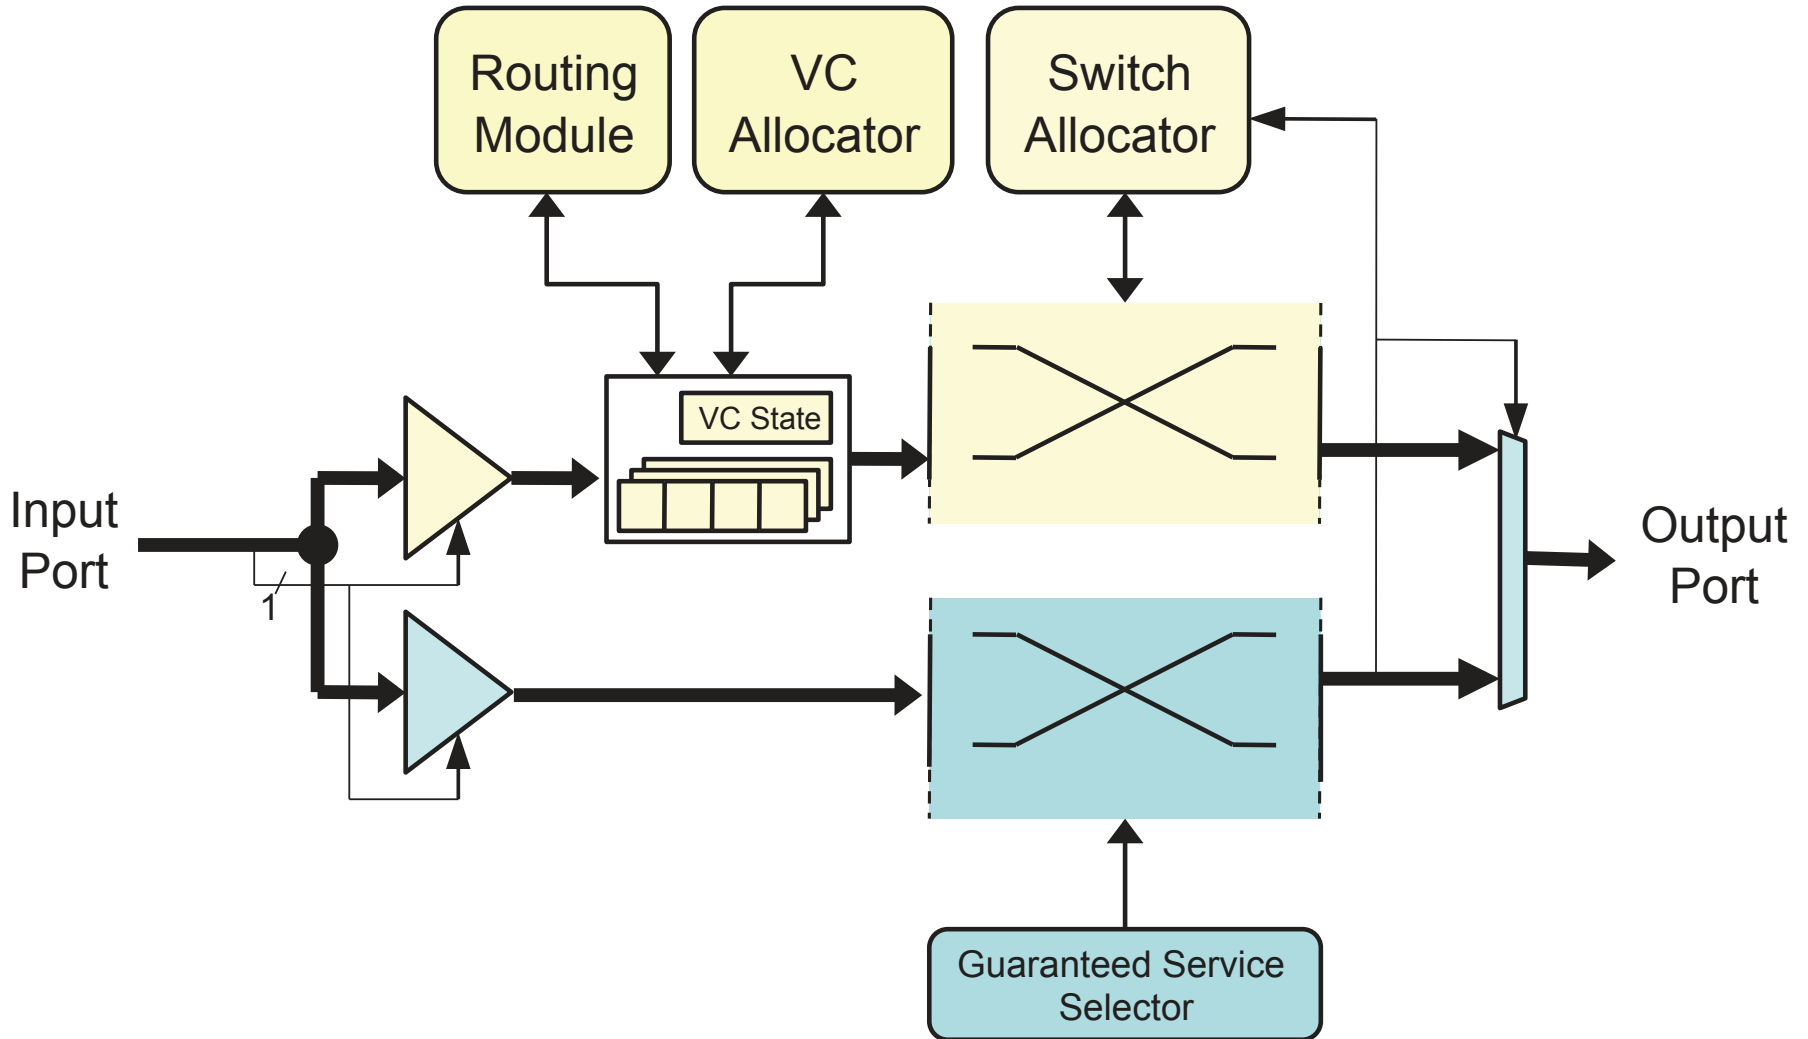 Routing
Module
VC
Allocator
Switch
Allocator
VC State
Input
Port
1
Output
Port
Guaranteed Service
Selector